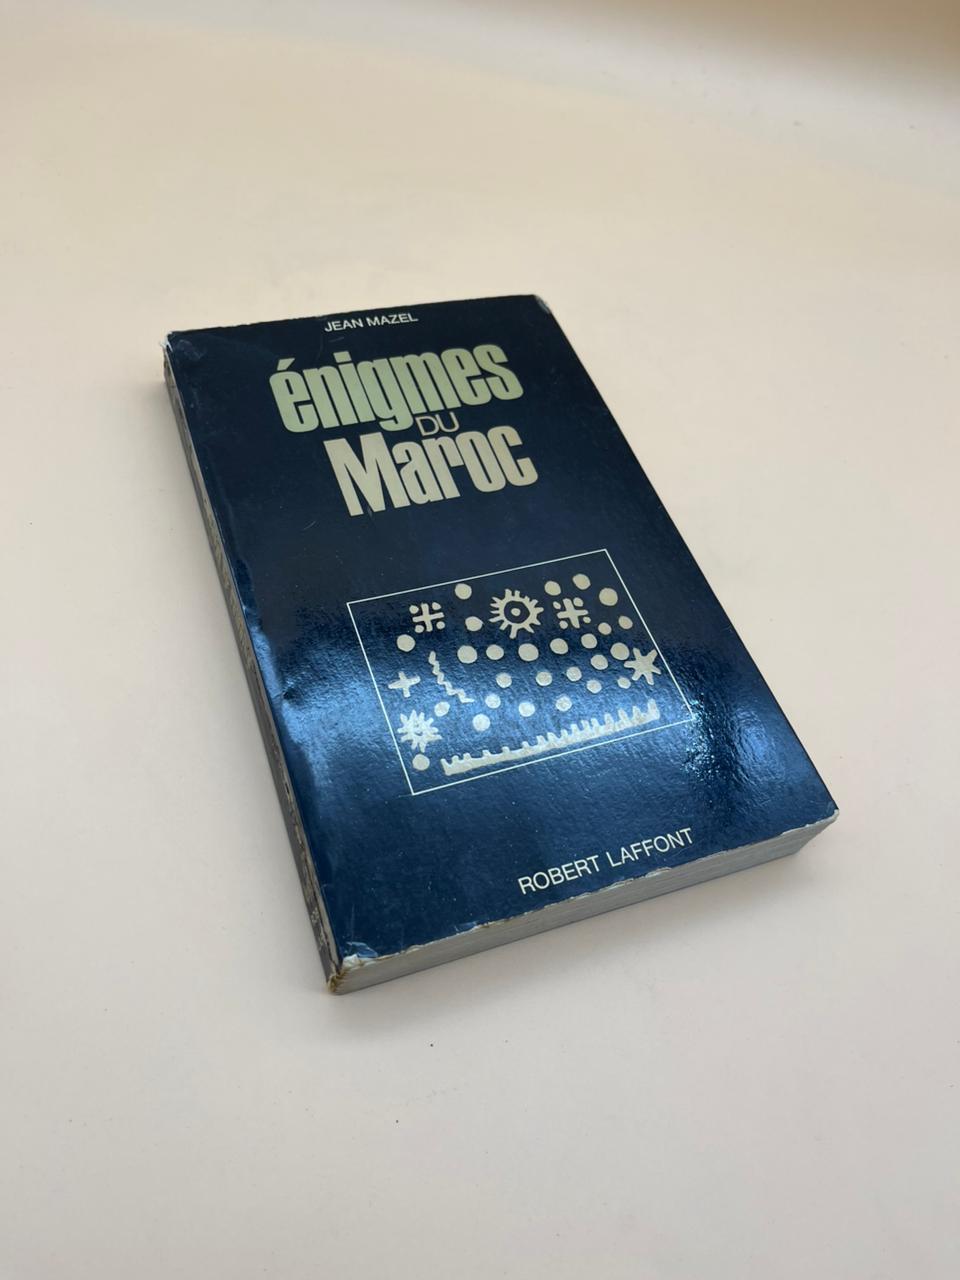 JEAN MAZEL
énigmes
DU
Maroc
ROBERT LAFFONT